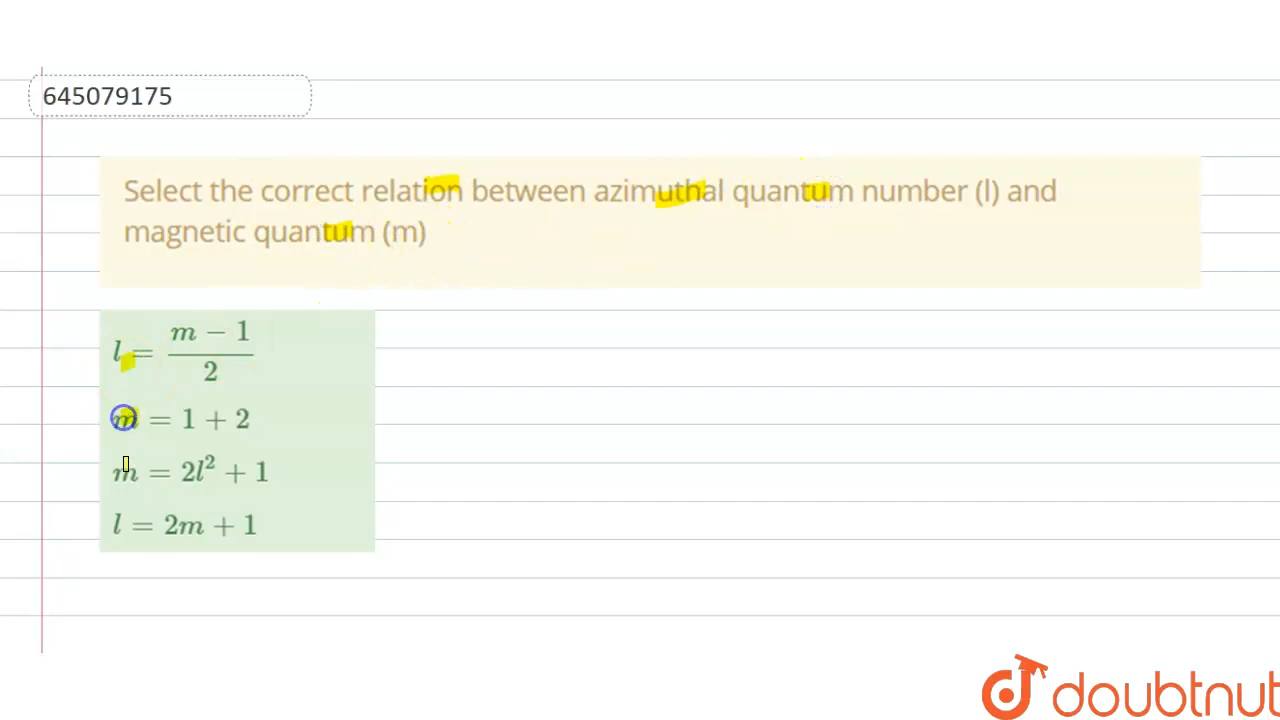 645079175
Select the correct relation between azimuthal quantum number (l) and
magnetic quantum (m)
l = \frac{m − 1}{2}
m = 1 + 2
m = 2l² + 1
l = 2m + 1
doubtnut